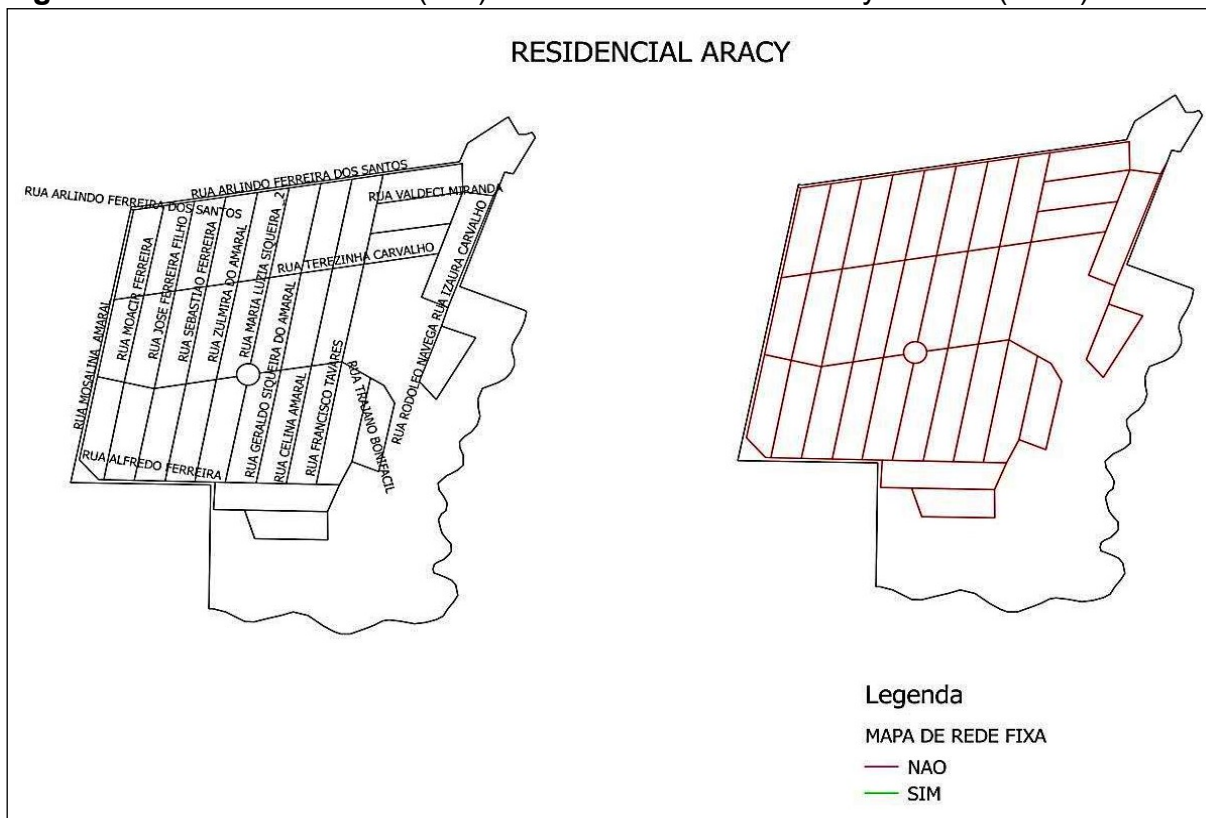 RESIDENCIAL ARACY
RUA ARLINDO FERREIRA DOS SANTOS
RUA ARLINDO FERREIRA DOS SANTOS
RUA VALDECI MIRANDA
RUA TEREZINHA CARVALHO
RUA MOSALINA AMARAL
RUA MOACIR FERREIRA
RUA JOSE FERREIRA FILHO
RUA SEBASTIAO FERREIRA
RUA ZULMIRA DO AMARAL
RUA MARIA LUZIA SIQUEIRA _2
RUA GERALDO SIQUEIRA DO AMARAL
RUA CELINA AMARAL
RUA FRANCISCO TAVARES
RUA TRAJANO BONIFACIL
RUA RODOLFO NAVEGA
RUA IZAURA CARVALHO
RUA ALFREDO FERREIRA
Legenda
MAPA DE REDE FIXA
NAO
SIM